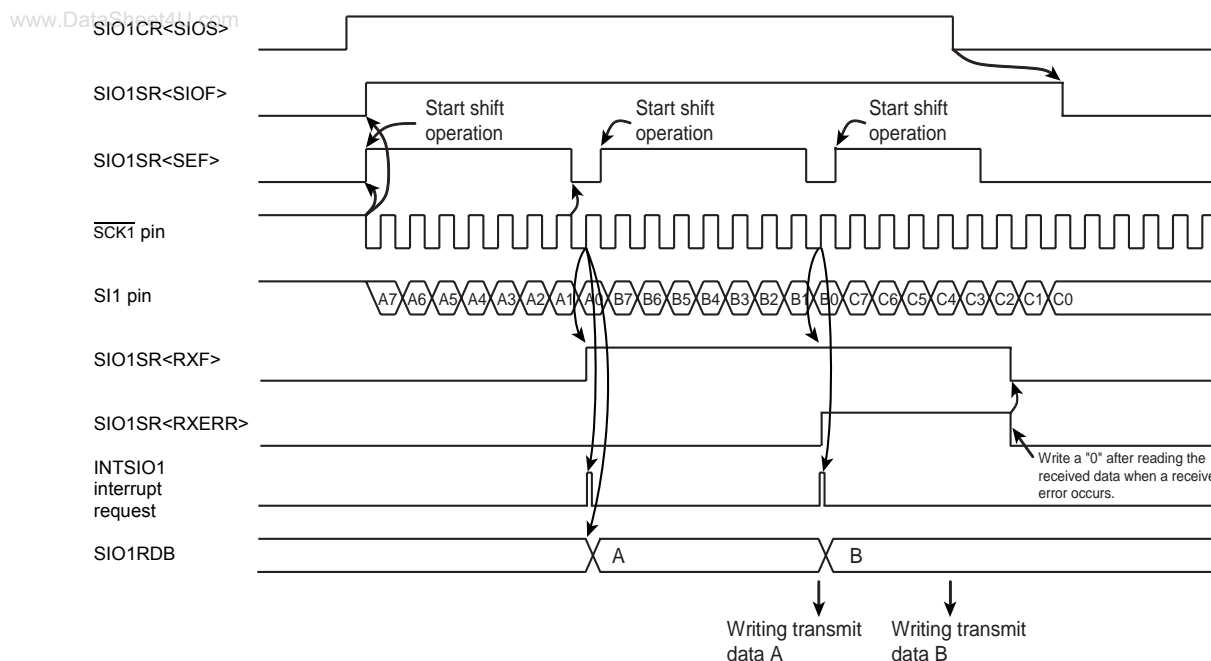 www.DataSheet4U.com
SIO1CR<SIOS>
SIO1SR<SIOF>
Start shift
operation
Start shift
operation
Start shift
operation
SIO1SR<SEF>
SCK1 pin
SI1 pin
A7 A6 A5 A4 A3 A2 A1 A0 B7 B6 B5 B4 B3 B2 B1 B0 C7 C6 C5 C4 C3 C2 C1 C0
SIO1SR<RXF>
SIO1SR<RXERR>
Write a "0" after reading the
received data when a receive
error occurs.
INTSIO1
interrupt
request
SIO1RDB
A
B
Writing transmit
data A
Writing transmit
data B